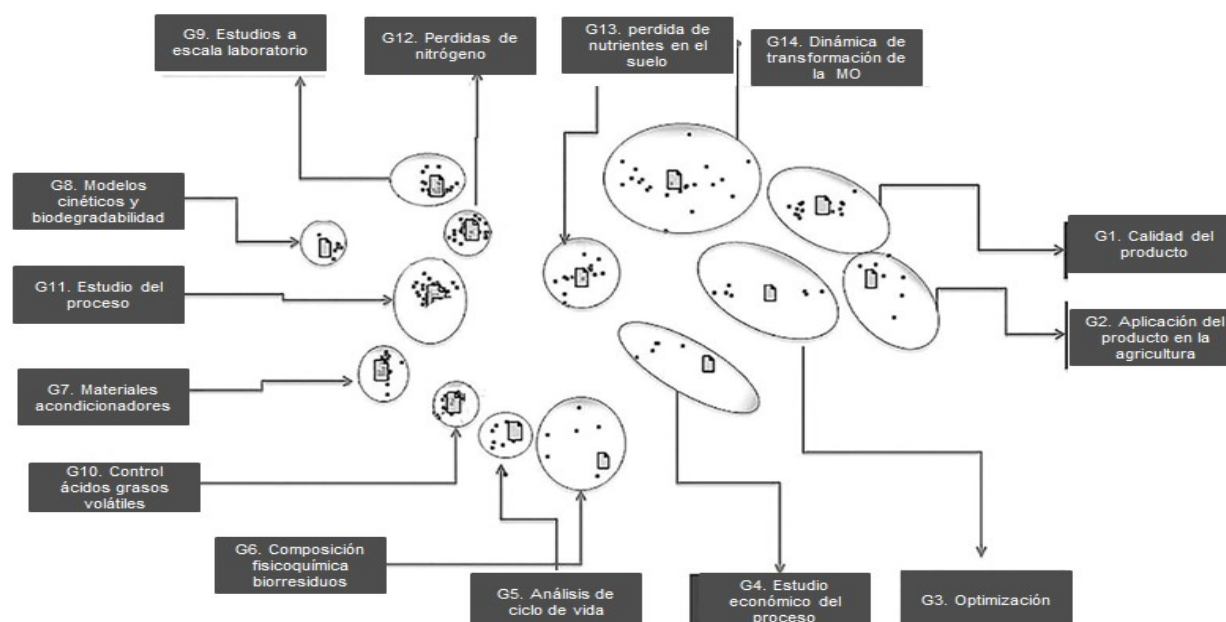 G9. Estudios a
escala laboratorio
G12. Perdidas de
nitrógeno
G13. perdida de
nutrientes en el
suelo
G14. Dinámica de
transformación de
la MO
G8. Modelos
cinéticos y
biodegradabilidad
G1. Calidad del
producto
G11. Estudio del
proceso
G2. Aplicación del
producto en la
agricultura
G7. Materiales
acondicionadores
G10. Control
ácidos grasos
volátiles
G6. Composición
fisicoquímica
biorresiduos
G5. Análisis de
ciclo de vida
G4. Estudio
económico del
proceso
G3. Optimización